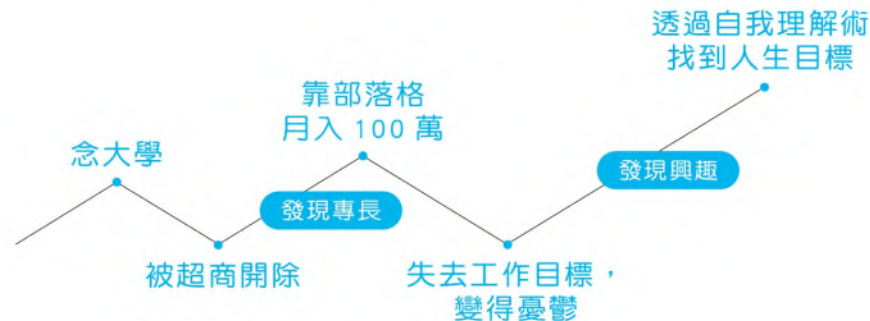 透過自我理解術
找到人生目標
靠部落格
月入 100 萬
念大學
發現興趣
發現專長
被超商開除
失去工作目標，
變得憂鬱